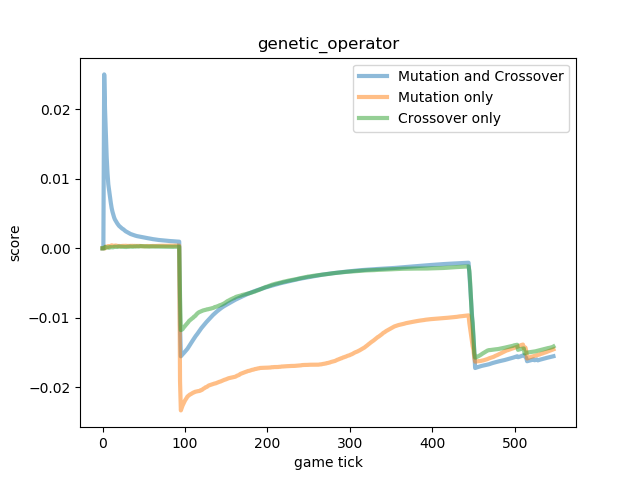 genetic_operator
Mutation and Crossover
Mutation only
Crossover only
0.02
0.01
0.00
−0.01
−0.02
score
0 100 200 300 400 500
game tick